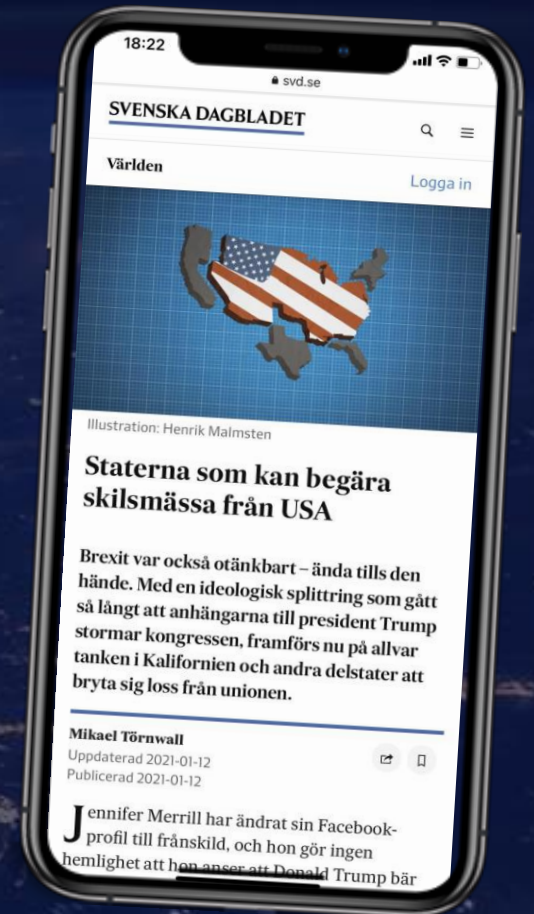 18:22
svd.se
SVENSKA DAGBLADET
Världen
Logga in
Illustration: Henrik Malmsten
Staterna som kan begära
skilsmässa från USA
Brexit var också otänkbart – ända tills den
hände. Med en ideologisk splittring som gått
så långt att anhängarna till president Trump
stormar kongressen, framförs nu på allvar
tanken i Kalifornien och andra delstater att
bryta sig loss från unionen.
Mikael Törnwall
Uppdaterad 2021-01-12
Publicerad 2021-01-12
Jennifer Merrill har ändrat sin Facebook-
profil till frånskild, och hon gör ingen
hemlighet att hon anser att Donald Trump bär